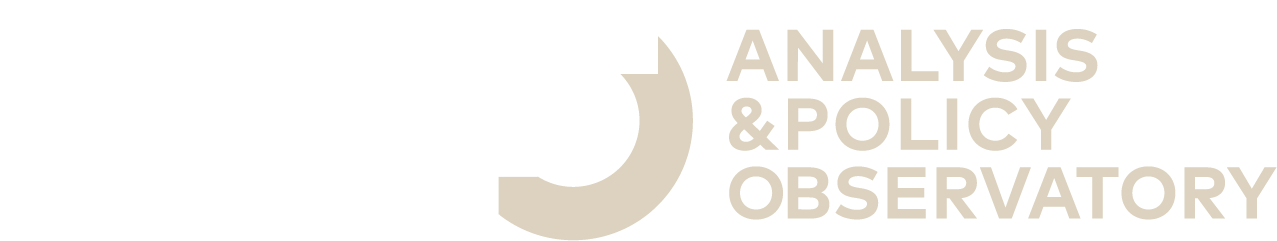 ANALYSIS
&POLICY
OBSERVATORY